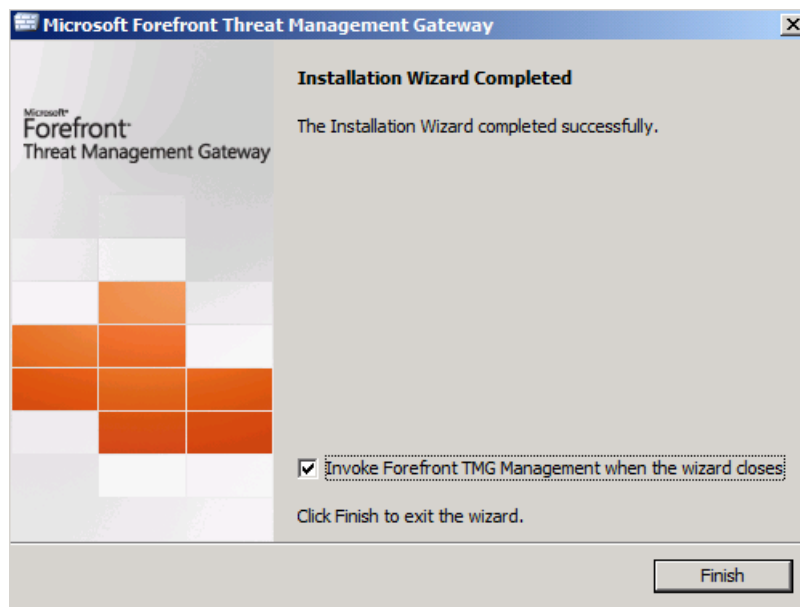 Microsoft Forefront Threat Management Gateway
Microsoft®
Forefront™
Threat Management Gateway
Installation Wizard Completed
The Installation Wizard completed successfully.
Invoke Forefront TMG Management when the wizard closes
Click Finish to exit the wizard.
Finish